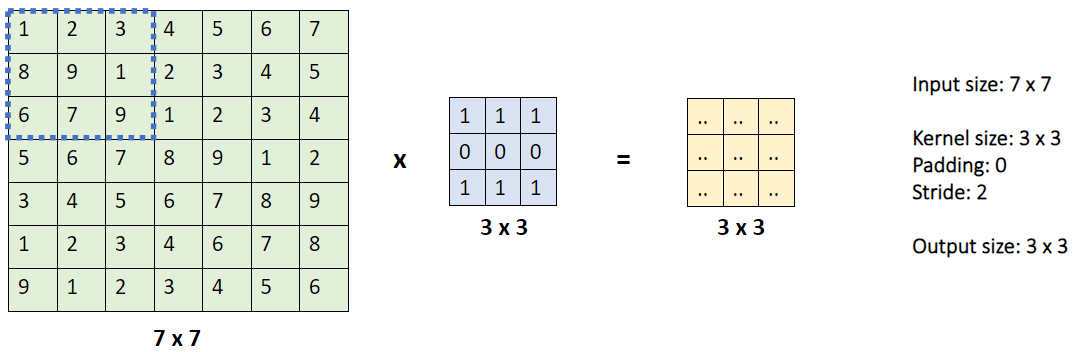 1 2 3 4 5 6 7
8 9 1 2 3 4 5
6 7 9 1 2 3 4
5 6 7 8 9 1 2
3 4 5 6 7 8 9
1 2 3 4 6 7 8
9 1 2 3 4 5 6
7 x 7
x
1 1 1
0 0 0
1 1 1
3 x 3
=
.. .. ..
.. .. ..
.. .. ..
3 x 3
Input size: 7 x 7
Kernel size: 3 x 3
Padding: 0
Stride: 2
Output size: 3 x 3